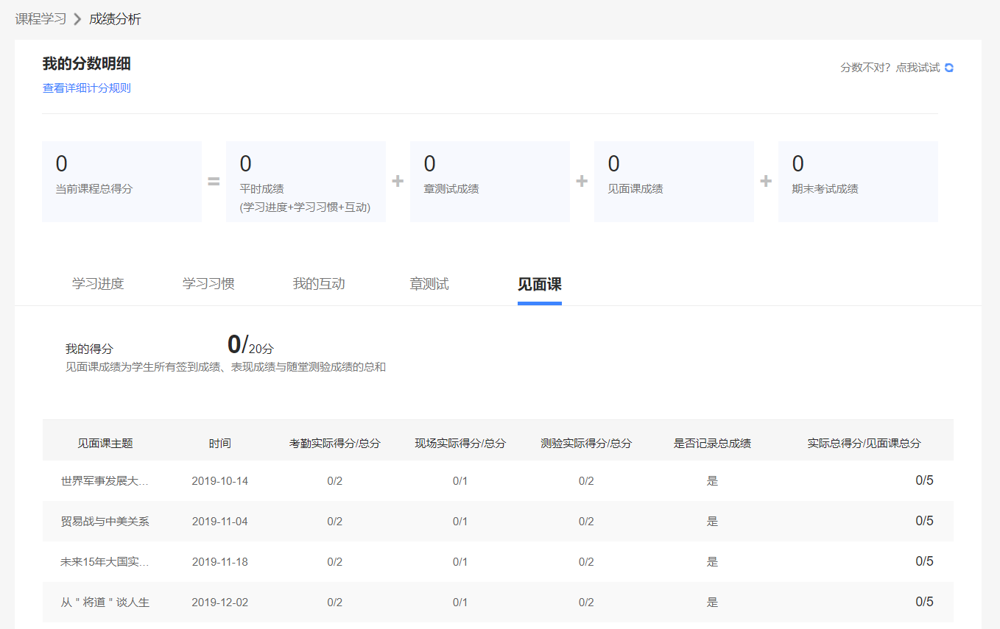 课程学习 > 成绩分析
我的分数明细
分数不对？点我试试
查看详细计分规则
0 = 0 + 0 + 0 + 0
当前课程总得分 平时成绩 章测试成绩 见面课成绩 期末考试成绩
(学习进度+学习习惯+互动)
学习进度 学习习惯 我的互动 章测试 见面课
我的得分 0/20分
见面课成绩为学生所有签到成绩、表现成绩与随堂测验成绩的总和
见面课主题 时间 考勤实际得分/总分 现场实际得分/总分 测验实际得分/总分 是否记录总成绩 实际总得分/见面课总分
世界军事发展大... 2019-10-14 0/2 0/1 0/2 是 0/5
贸易战与中美关系 2019-11-04 0/2 0/1 0/2 是 0/5
未来15年大国实... 2019-11-18 0/2 0/1 0/2 是 0/5
从＂将道＂谈人生 2019-12-02 0/2 0/1 0/2 是 0/5